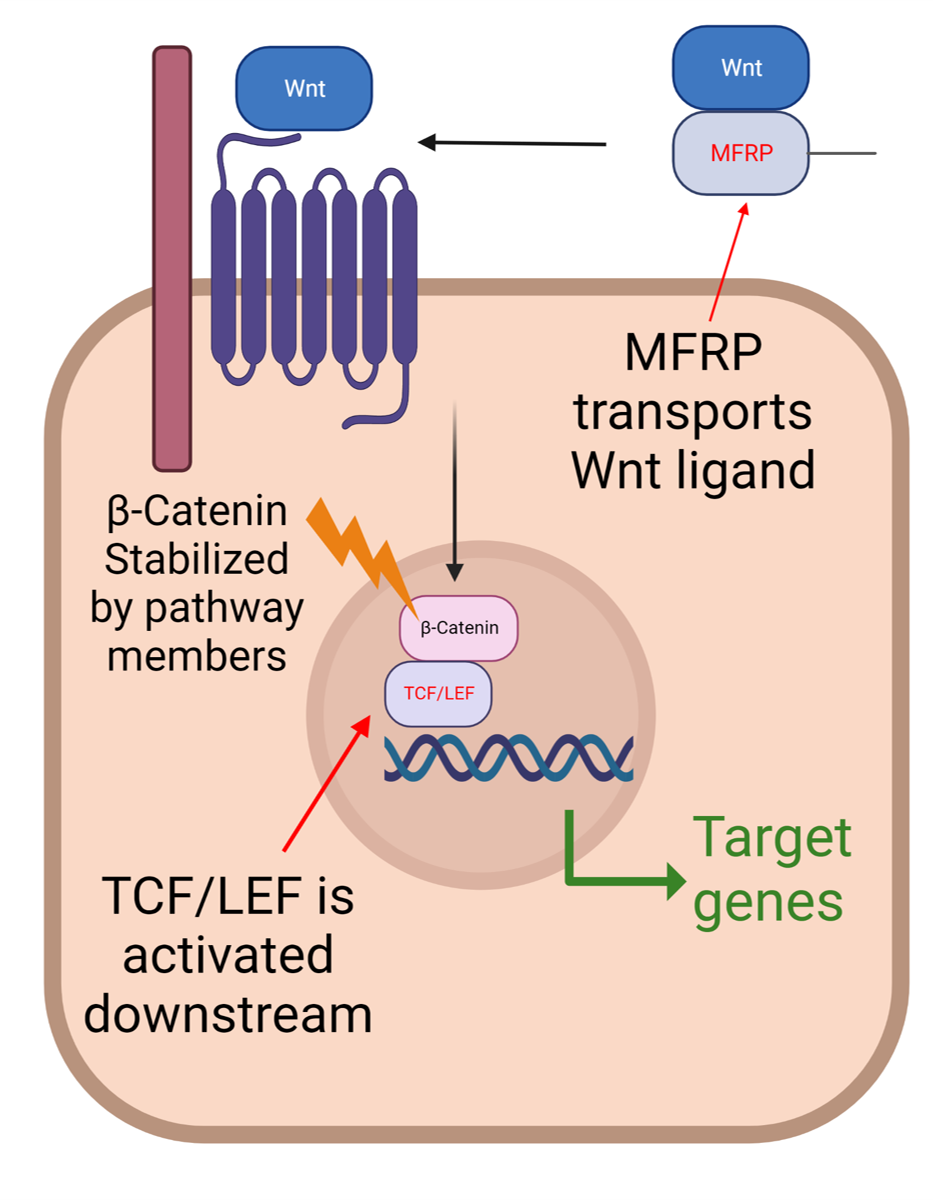 Wnt
Wnt
MFRP
MFRP
transports
Wnt ligand
β-Catenin
Stabilized
by pathway
members
β-Catenin
TCF/LEF
Target
genes
TCF/LEF is
activated
downstream